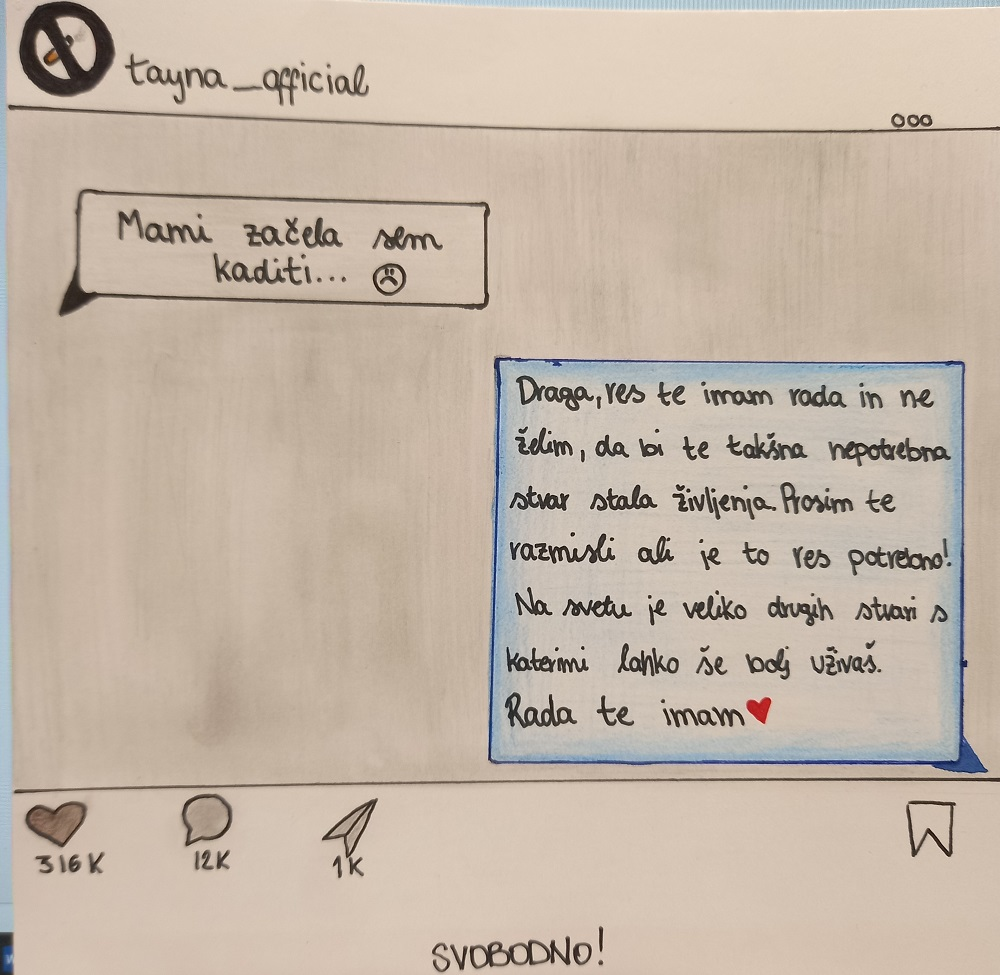 tayna_official
ooo
Mami začela sem
kaditi... ☹
Draga, res te imam rada in ne
želim, da bi te takšna nepotrebna
stvar stala življenja. Prosim te
razmisli ali je to res potrebno!
Na svetu je veliko drugih stvari s
katerimi lahko še bolj uživaš.
Rada te imam♥
316K 12K 1K
SVOBODNO!